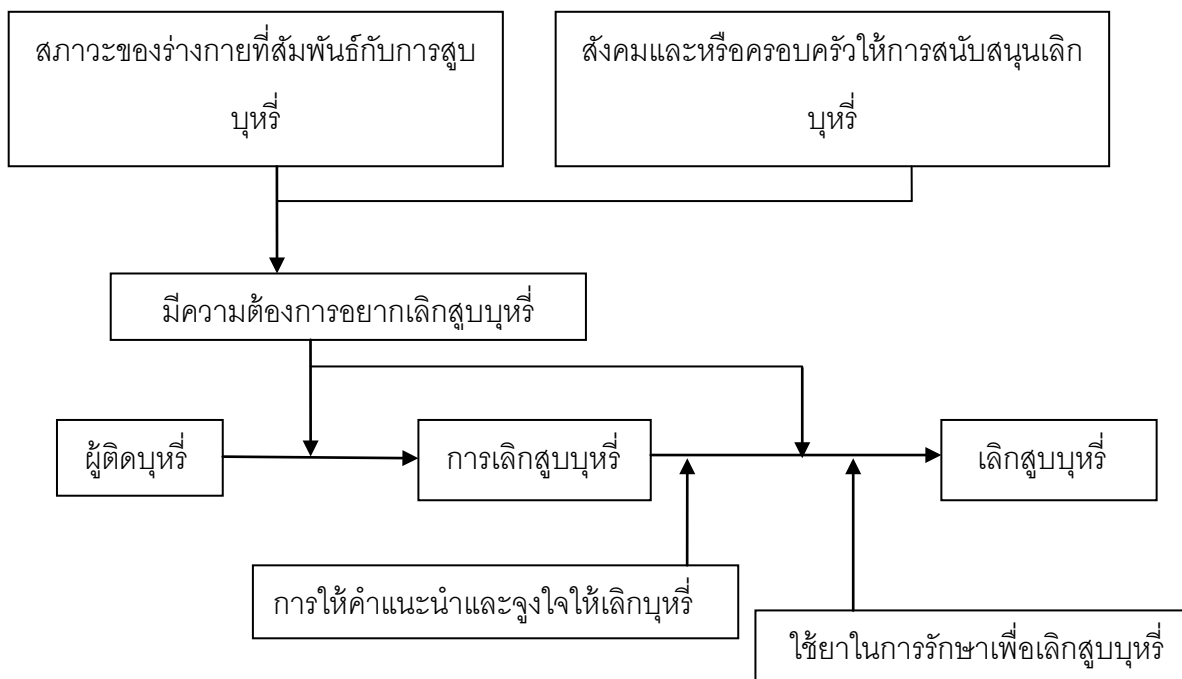 สภาวะของร่างกายที่สัมพันธ์กับการสูบ
บุหรี่
สังคมและหรือครอบครัวให้การสนับสนุนเลิก
บุหรี่
มีความต้องการอยากเลิกสูบบุหรี่
ผู้ติดบุหรี่
การเลิกสูบบุหรี่
เลิกสูบบุหรี่
การให้คำแนะนำและจูงใจให้เลิกบุหรี่
ใช้ยาในการรักษาเพื่อเลิกสูบบุหรี่